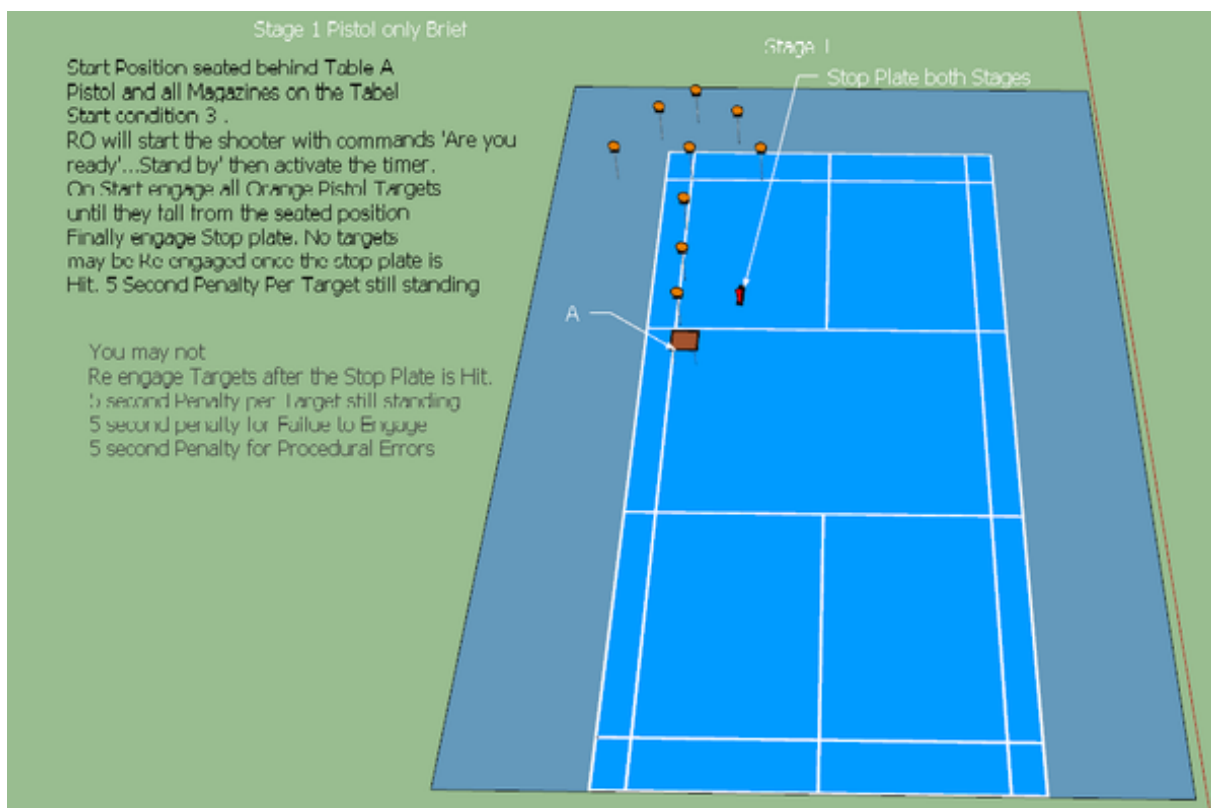 Stage 1 Pistol only Brief
Start Position seated behind Table A
Pistol and all Magazines on the Tabel
Start condition 3 .
RO will start the shooter with commands 'Are you
ready'...Stand by' then activate the timer.
On Start engage all Orange Pistol Targets
until they fall from the seated position
Finally engage Stop plate. No targets
may be Re engaged once the stop plate is
Hit. 5 Second Penalty Per Target still standing
You may not
Re engage Targets after the Stop Plate is Hit.
5 second Penalty per Target still standing
5 second penalty for Failue to Engage
5 second Penalty for Procedural Errors
Stage 1
Stop Plate both Stages
A